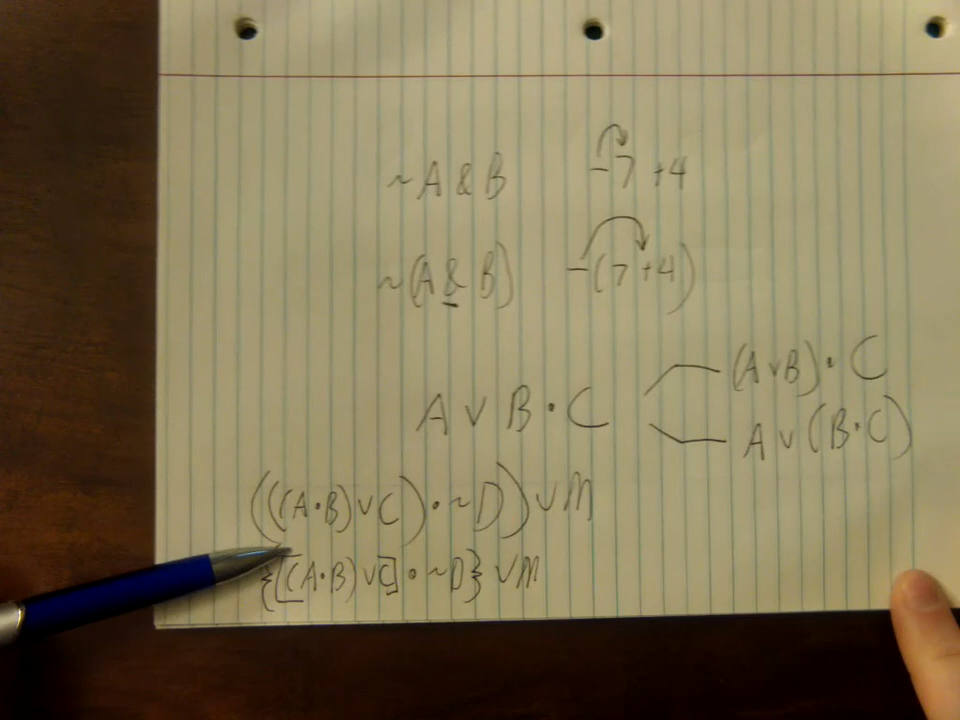 ~A & B -7 +4
~(A & B) -(7 +4)
A ∨ B • C
(A ∨ B) • C
A ∨ (B • C)
(((A • B) ∨ C) • ~D) ∨ M
{[(A • B) ∨ C] • ~D} ∨ M